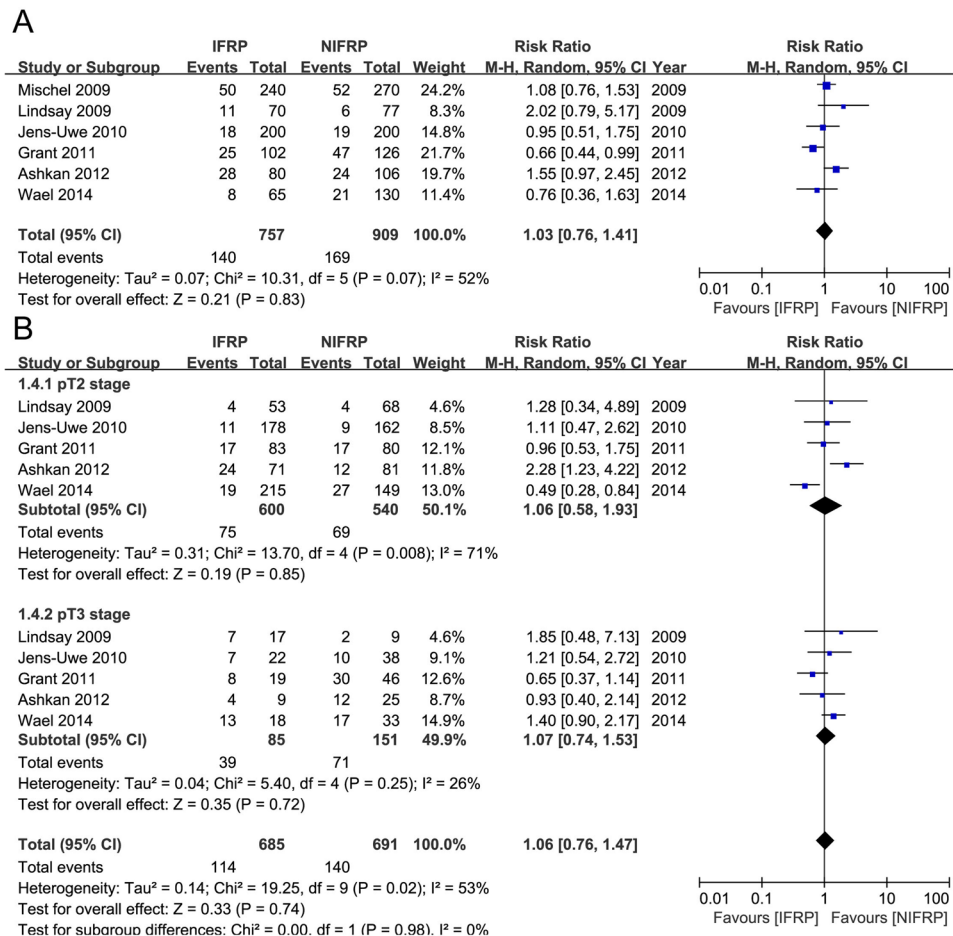 A
IFRP NIFRP Risk Ratio Risk Ratio
Study or Subgroup Events Total Events Total Weight M-H, Random, 95% CI Year M-H, Random, 95% CI
Mischel 2009 50 240 52 270 24.2% 1.08 [0.76, 1.53] 2009
Lindsay 2009 11 70 6 77 8.3% 2.02 [0.79, 5.17] 2009
Jens-Uwe 2010 18 200 19 200 14.8% 0.95 [0.51, 1.75] 2010
Grant 2011 25 102 47 126 21.7% 0.66 [0.44, 0.99] 2011
Ashkan 2012 28 80 24 106 19.7% 1.55 [0.97, 2.45] 2012
Wael 2014 8 65 21 130 11.4% 0.76 [0.36, 1.63] 2014
Total (95% CI) 757 909 100.0% 1.03 [0.76, 1.41]
Total events 140 169
Heterogeneity: Tau² = 0.07; Chi² = 10.31, df = 5 (P = 0.07); I² = 52%
Test for overall effect: Z = 0.21 (P = 0.83)
0.01 0.1 1 10 100
Favours [IFRP] Favours [NIFRP]
B
IFRP NIFRP Risk Ratio Risk Ratio
Study or Subgroup Events Total Events Total Weight M-H, Random, 95% CI Year M-H, Random, 95% CI
1.4.1 pT2 stage
Lindsay 2009 4 53 4 68 4.6% 1.28 [0.34, 4.89] 2009
Jens-Uwe 2010 11 178 9 162 8.5% 1.11 [0.47, 2.62] 2010
Grant 2011 17 83 17 80 12.1% 0.96 [0.53, 1.75] 2011
Ashkan 2012 24 71 12 81 11.8% 2.28 [1.23, 4.22] 2012
Wael 2014 19 215 27 149 13.0% 0.49 [0.28, 0.84] 2014
Subtotal (95% CI) 600 540 50.1% 1.06 [0.58, 1.93]
Total events 75 69
Heterogeneity: Tau² = 0.31; Chi² = 13.70, df = 4 (P = 0.008); I² = 71%
Test for overall effect: Z = 0.19 (P = 0.85)
1.4.2 pT3 stage
Lindsay 2009 7 17 2 9 4.6% 1.85 [0.48, 7.13] 2009
Jens-Uwe 2010 7 22 10 38 9.1% 1.21 [0.54, 2.72] 2010
Grant 2011 8 19 30 46 12.6% 0.65 [0.37, 1.14] 2011
Ashkan 2012 4 9 12 25 8.7% 0.93 [0.40, 2.14] 2012
Wael 2014 13 18 17 33 14.9% 1.40 [0.90, 2.17] 2014
Subtotal (95% CI) 85 151 49.9% 1.07 [0.74, 1.53]
Total events 39 71
Heterogeneity: Tau² = 0.04; Chi² = 5.40, df = 4 (P = 0.25); I² = 26%
Test for overall effect: Z = 0.35 (P = 0.72)
Total (95% CI) 685 691 100.0% 1.06 [0.76, 1.47]
Total events 114 140
Heterogeneity: Tau² = 0.14; Chi² = 19.25, df = 9 (P = 0.02); I² = 53%
Test for overall effect: Z = 0.33 (P = 0.74)
Test for subgroup differences: Chi² = 0.00, df = 1 (P = 0.98), I² = 0%
0.01 0.1 1 10 100
Favours [IFRP] Favours [NIFRP]